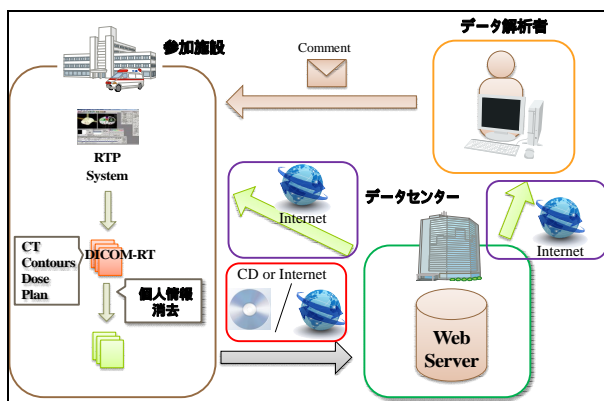 参加施設
RTP
System
CT
Contours
Dose
Plan
DICOM-RT
個人情報
消去
Comment
データ解析者
Internet
データセンター
Internet
CD or Internet
Web
Server